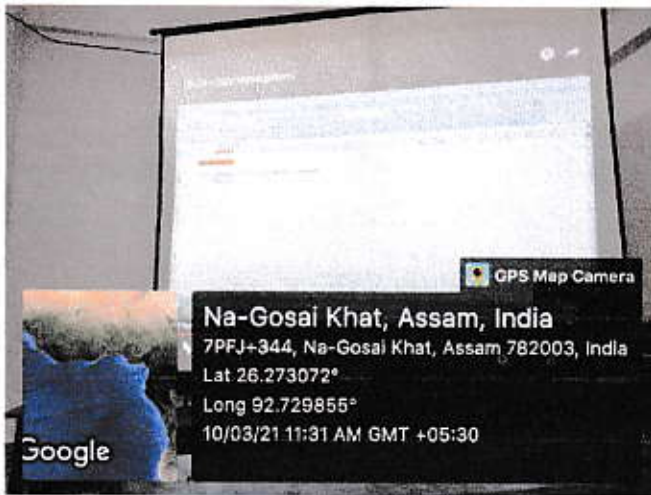 GPS Map Camera
Na-Gosai Khat, Assam, India
7PFJ+344, Na-Gosai Khat, Assam 782003, India
Lat 26.273072°
Long 92.729855°
10/03/21 11:31 AM GMT +05:30
Google